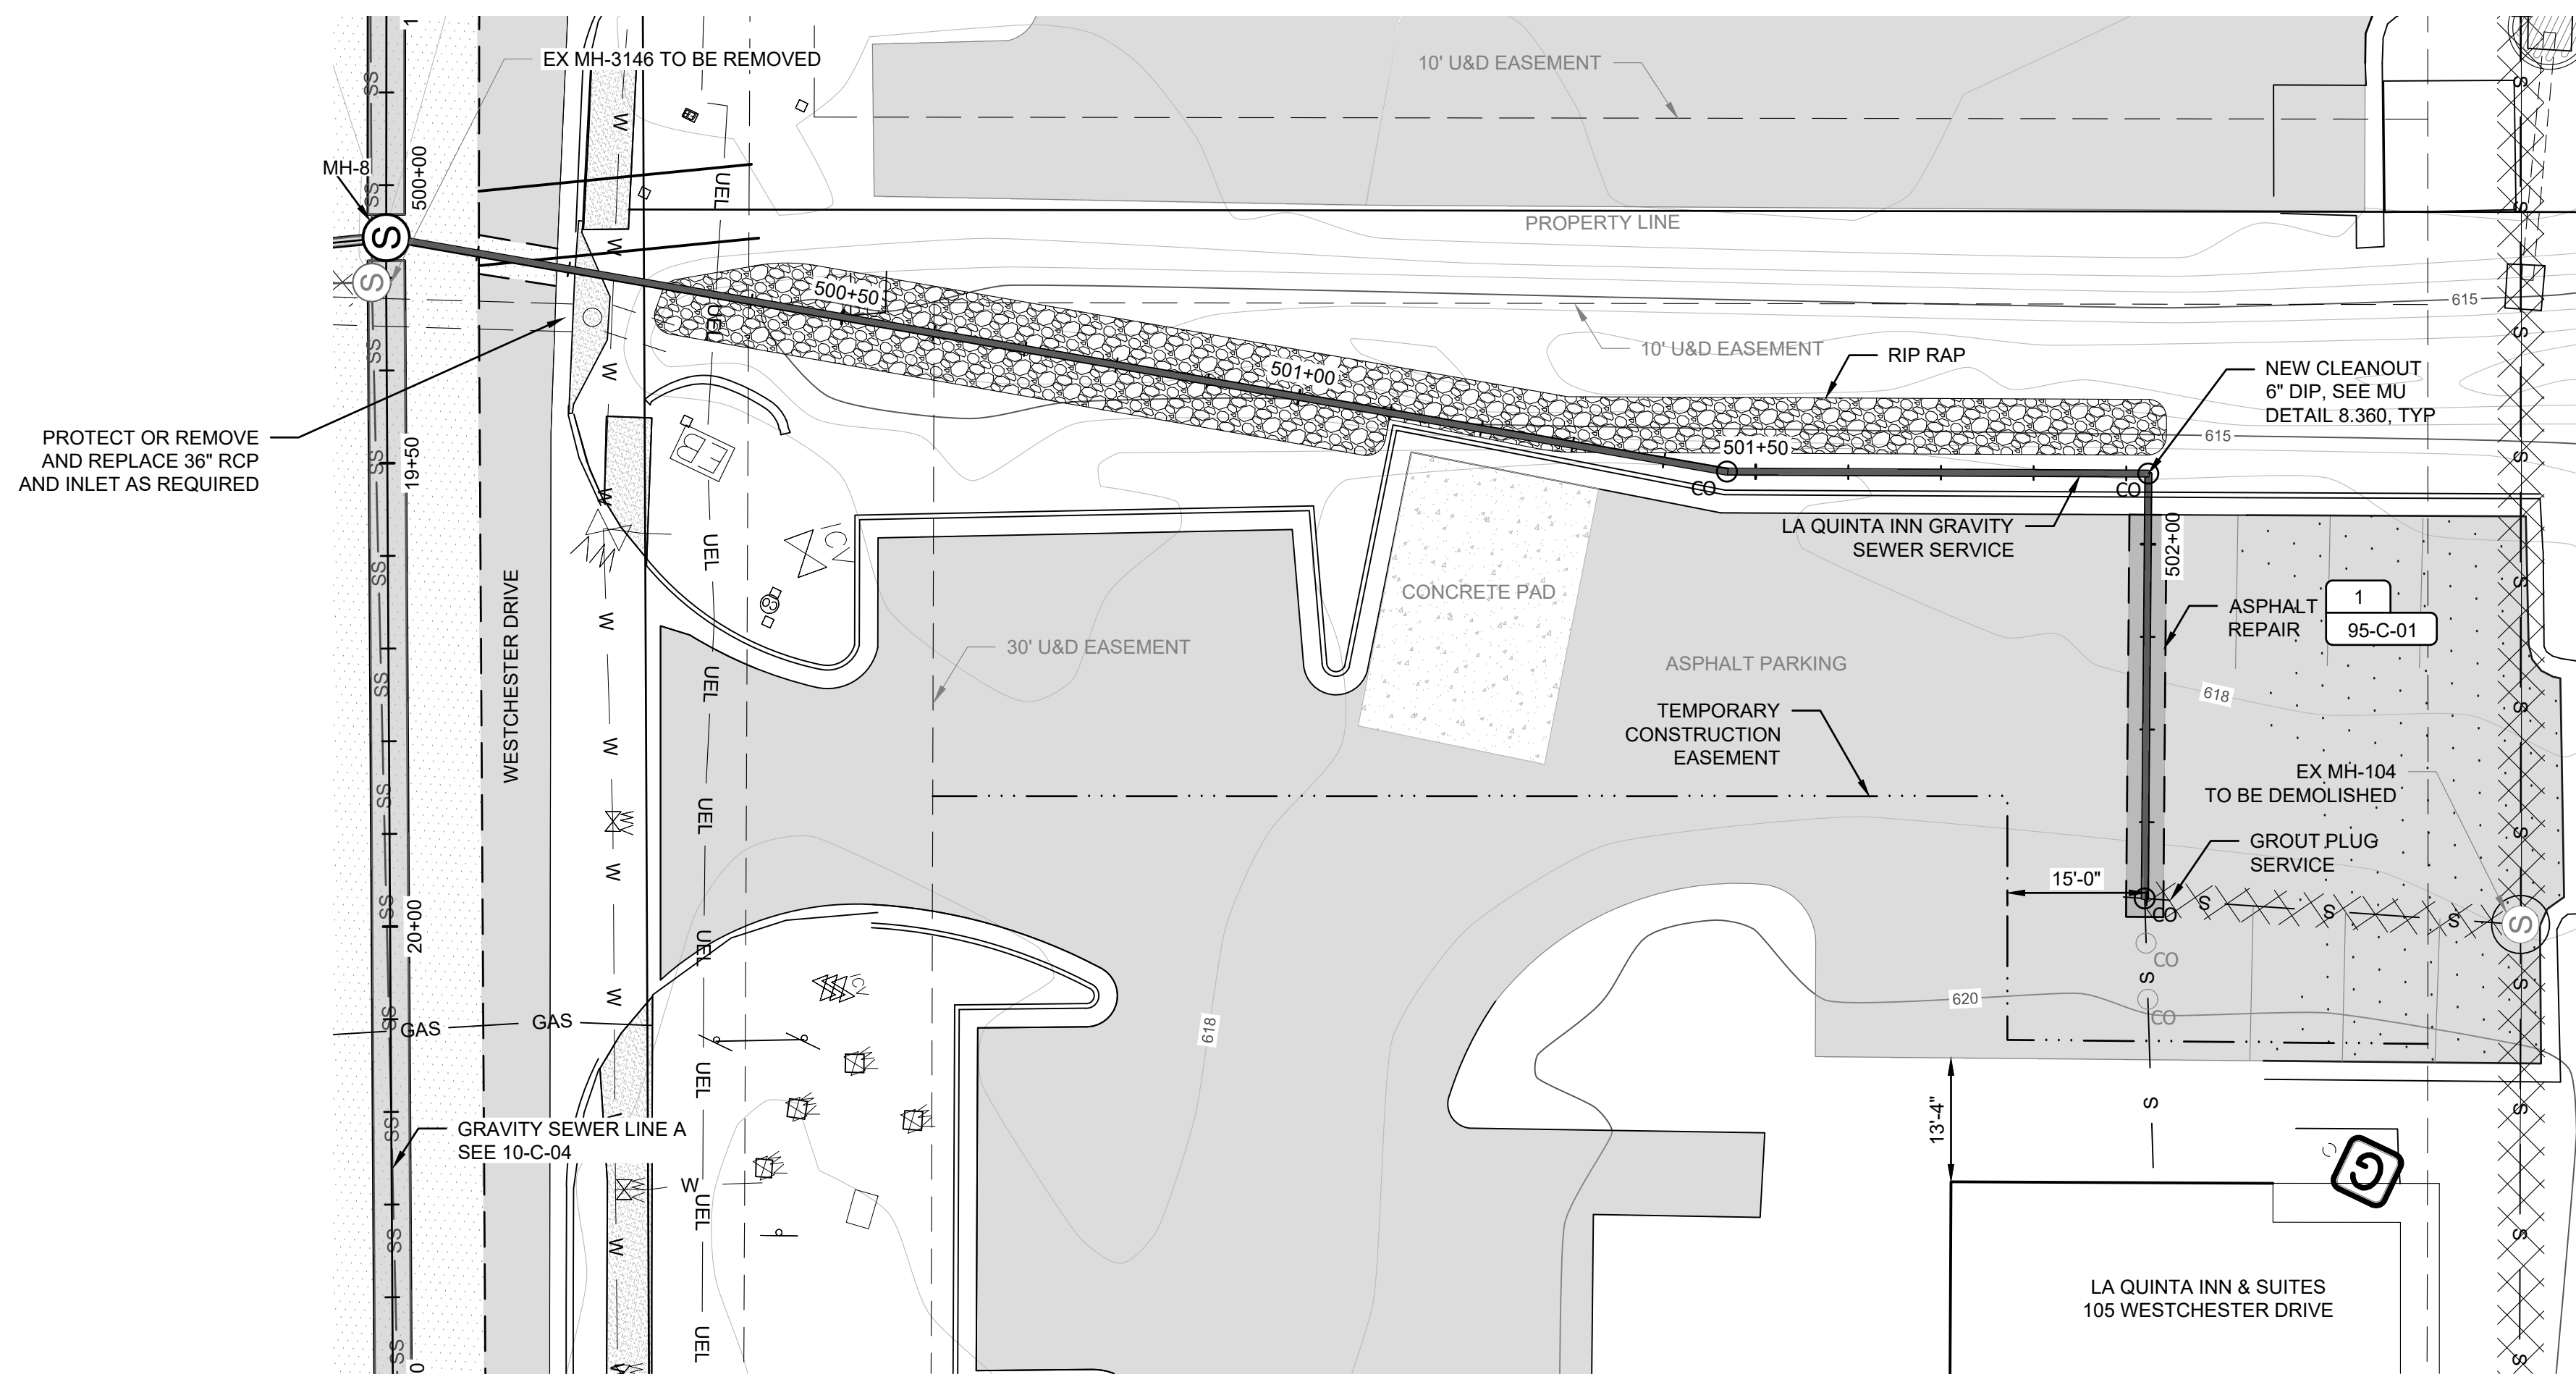 EX MH-3146 TO BE REMOVED
10' U&D EASEMENT
MH-8
500+00
S
S
PROPERTY LINE
UEL
W
SS
500+50
UEL
615
10' U&D EASEMENT
RIP RAP
501+00
NEW CLEANOUT
6" DIP, SEE MU
DETAIL 8.360, TYP
615
501+50
CO
CO
PROTECT OR REMOVE
AND REPLACE 36" RCP
AND INLET AS REQUIRED
19+50
LA QUINTA INN GRAVITY
SEWER SERVICE
502+00
WESTCHESTER DRIVE
CONCRETE PAD
ASPHALT
REPAIR
1
95-C-01
30' U&D EASEMENT
ASPHALT PARKING
618
TEMPORARY
CONSTRUCTION
EASEMENT
EX MH-104
TO BE DEMOLISHED
GROUT PLUG
SERVICE
15'-0"
CO
S
S
S
S
CO
S
CO
20+00
620
618
GAS
GAS
GRAVITY SEWER LINE A
SEE 10-C-04
W
UEL
13'-4"
S
G
LA QUINTA INN & SUITES
105 WESTCHESTER DRIVE